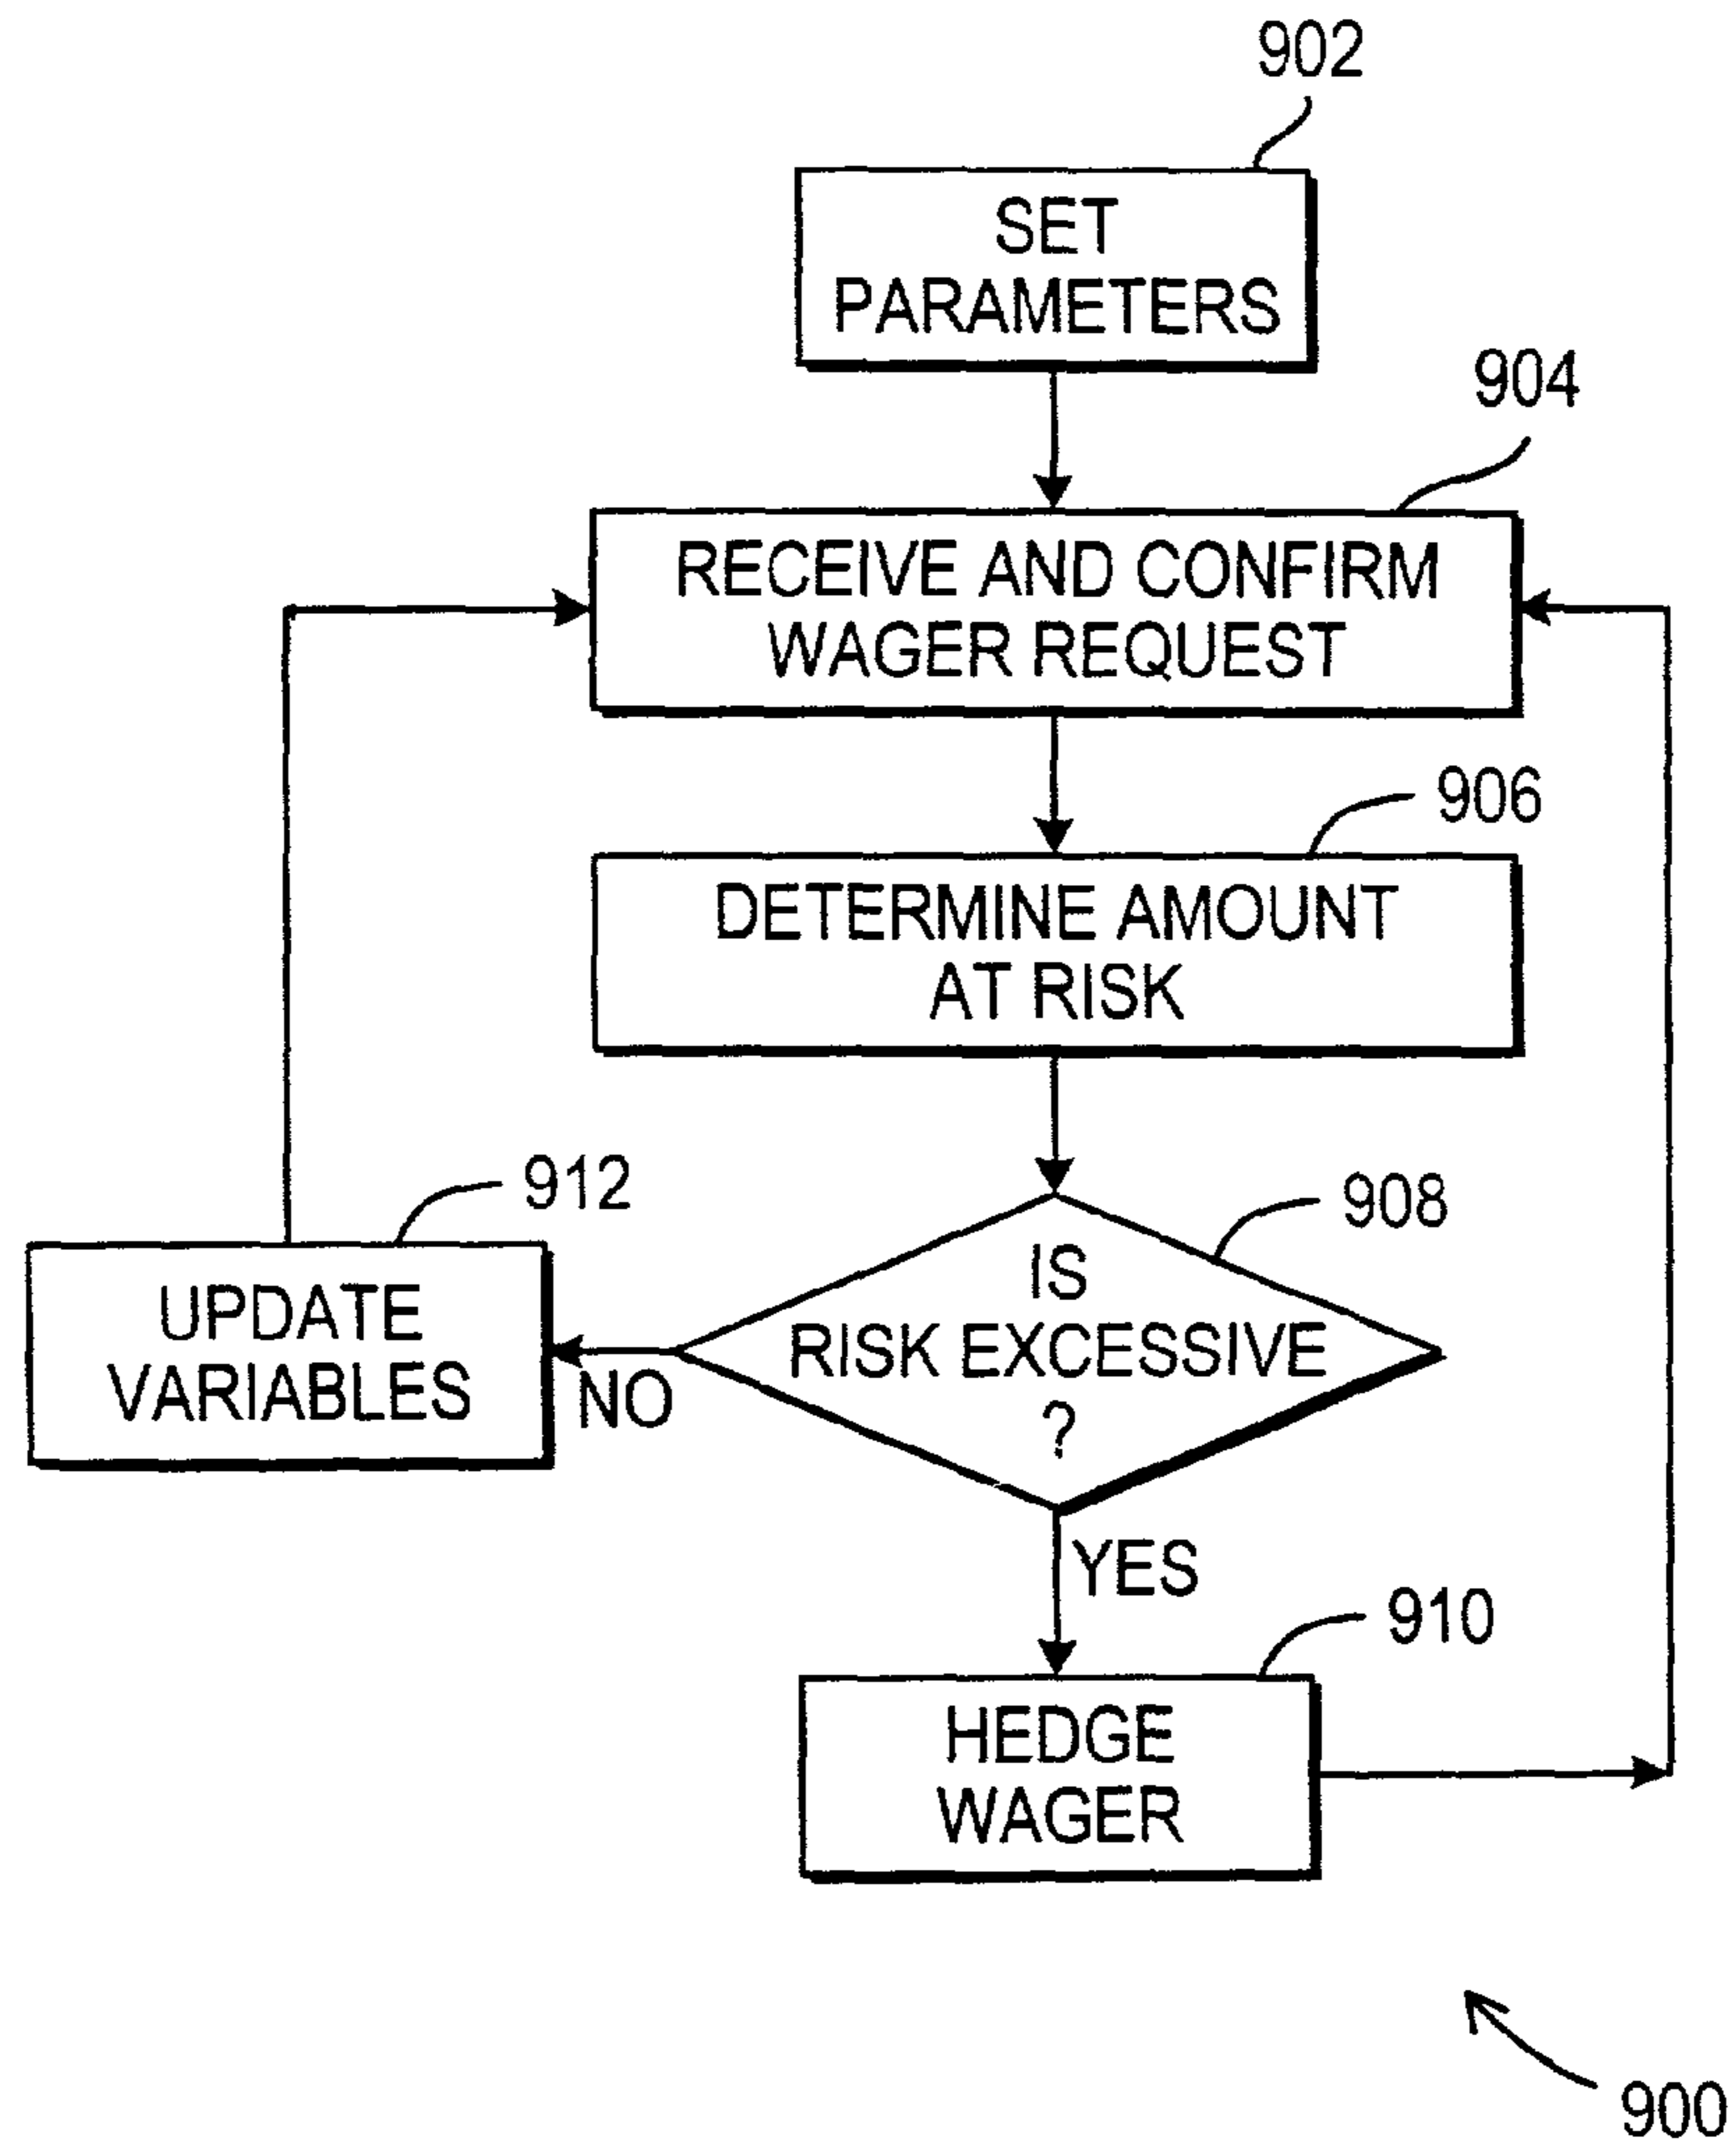 902
SET
PARAMETERS
904
RECEIVE AND CONFIRM
WAGER REQUEST
906
DETERMINE AMOUNT
AT RISK
912
908
UPDATE
VARIABLES
NO
IS
RISK EXCESSIVE
?
YES
910
HEDGE
WAGER
900